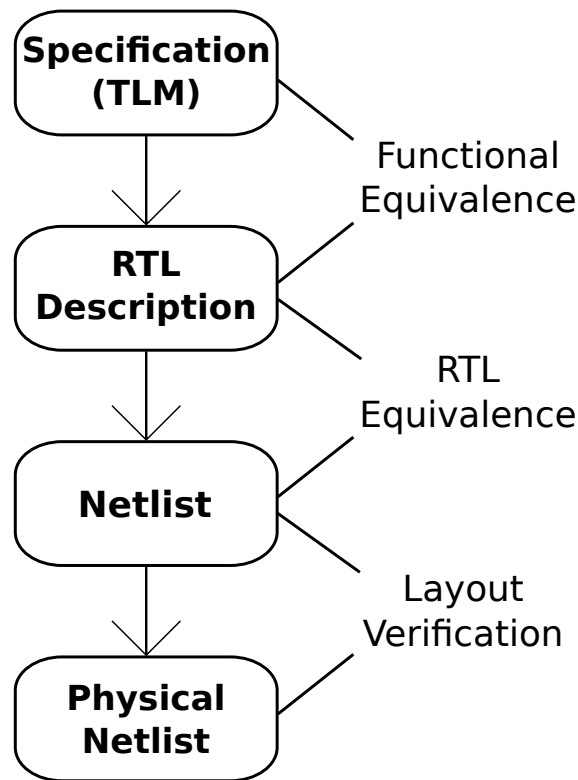 Specification
(TLM)
Functional
Equivalence
RTL
Description
RTL
Equivalence
Netlist
Layout
Verification
Physical
Netlist